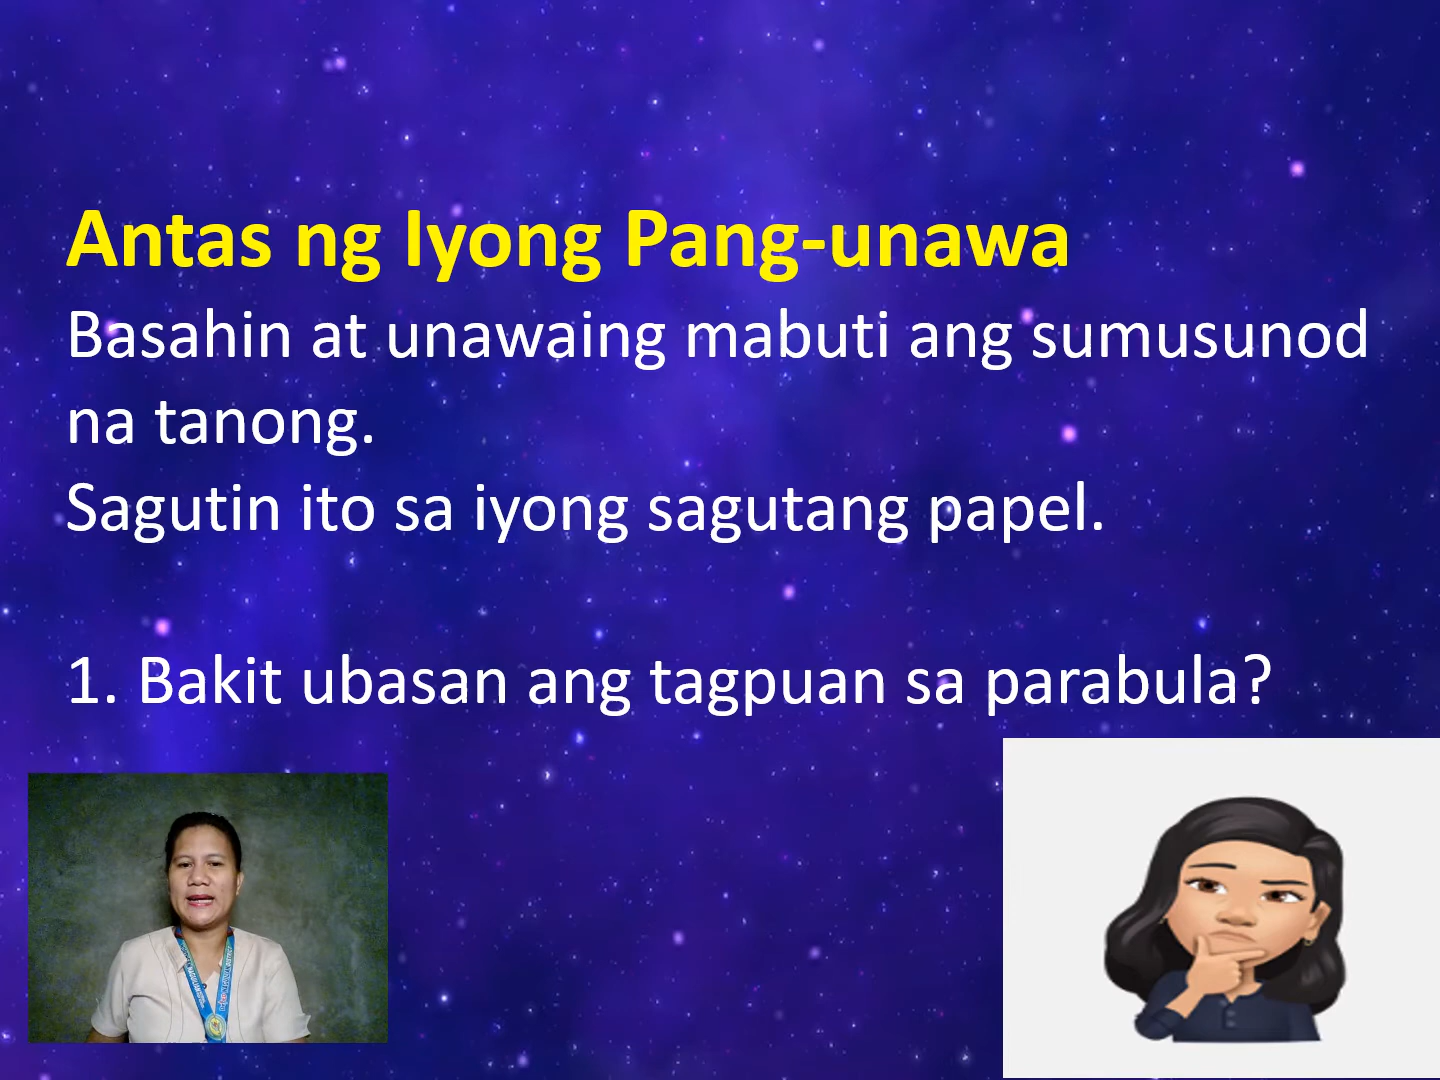 Antas ng Iyong Pang-unawa
Basahin at unawaing mabuti ang sumusunod
na tanong.
Sagutin ito sa iyong sagutang papel.
1. Bakit ubasan ang tagpuan sa parabula?